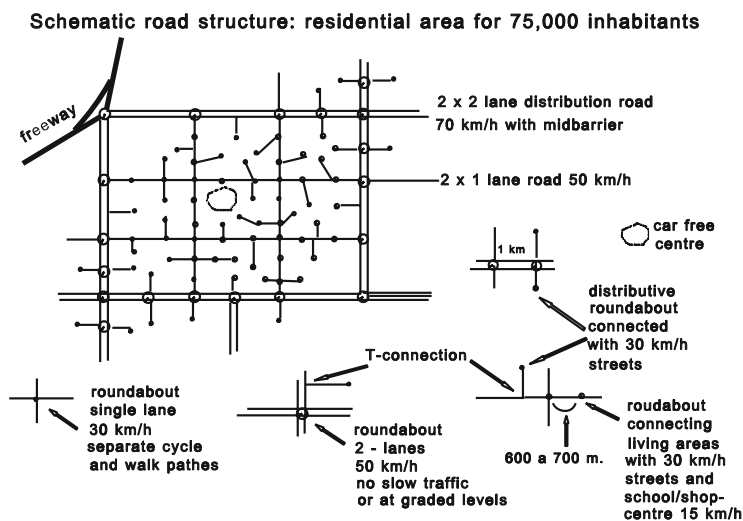 Schematic road structure: residential area for 75,000 inhabitants
freeway
2 x 2 lane distribution road
70 km/h with midbarrier
2 x 1 lane road 50 km/h
car free
centre
1 km
distributive
roundabout
connected
with 30 km/h
streets
T-connection
roundabout
single lane
30 km/h
separate cycle
and walk pathes
roundabout
2 - lanes
50 km/h
no slow traffic
or at graded levels
600 a 700 m.
roudabout
connecting
living areas
with 30 km/h
streets and
school/shop-
centre 15 km/h